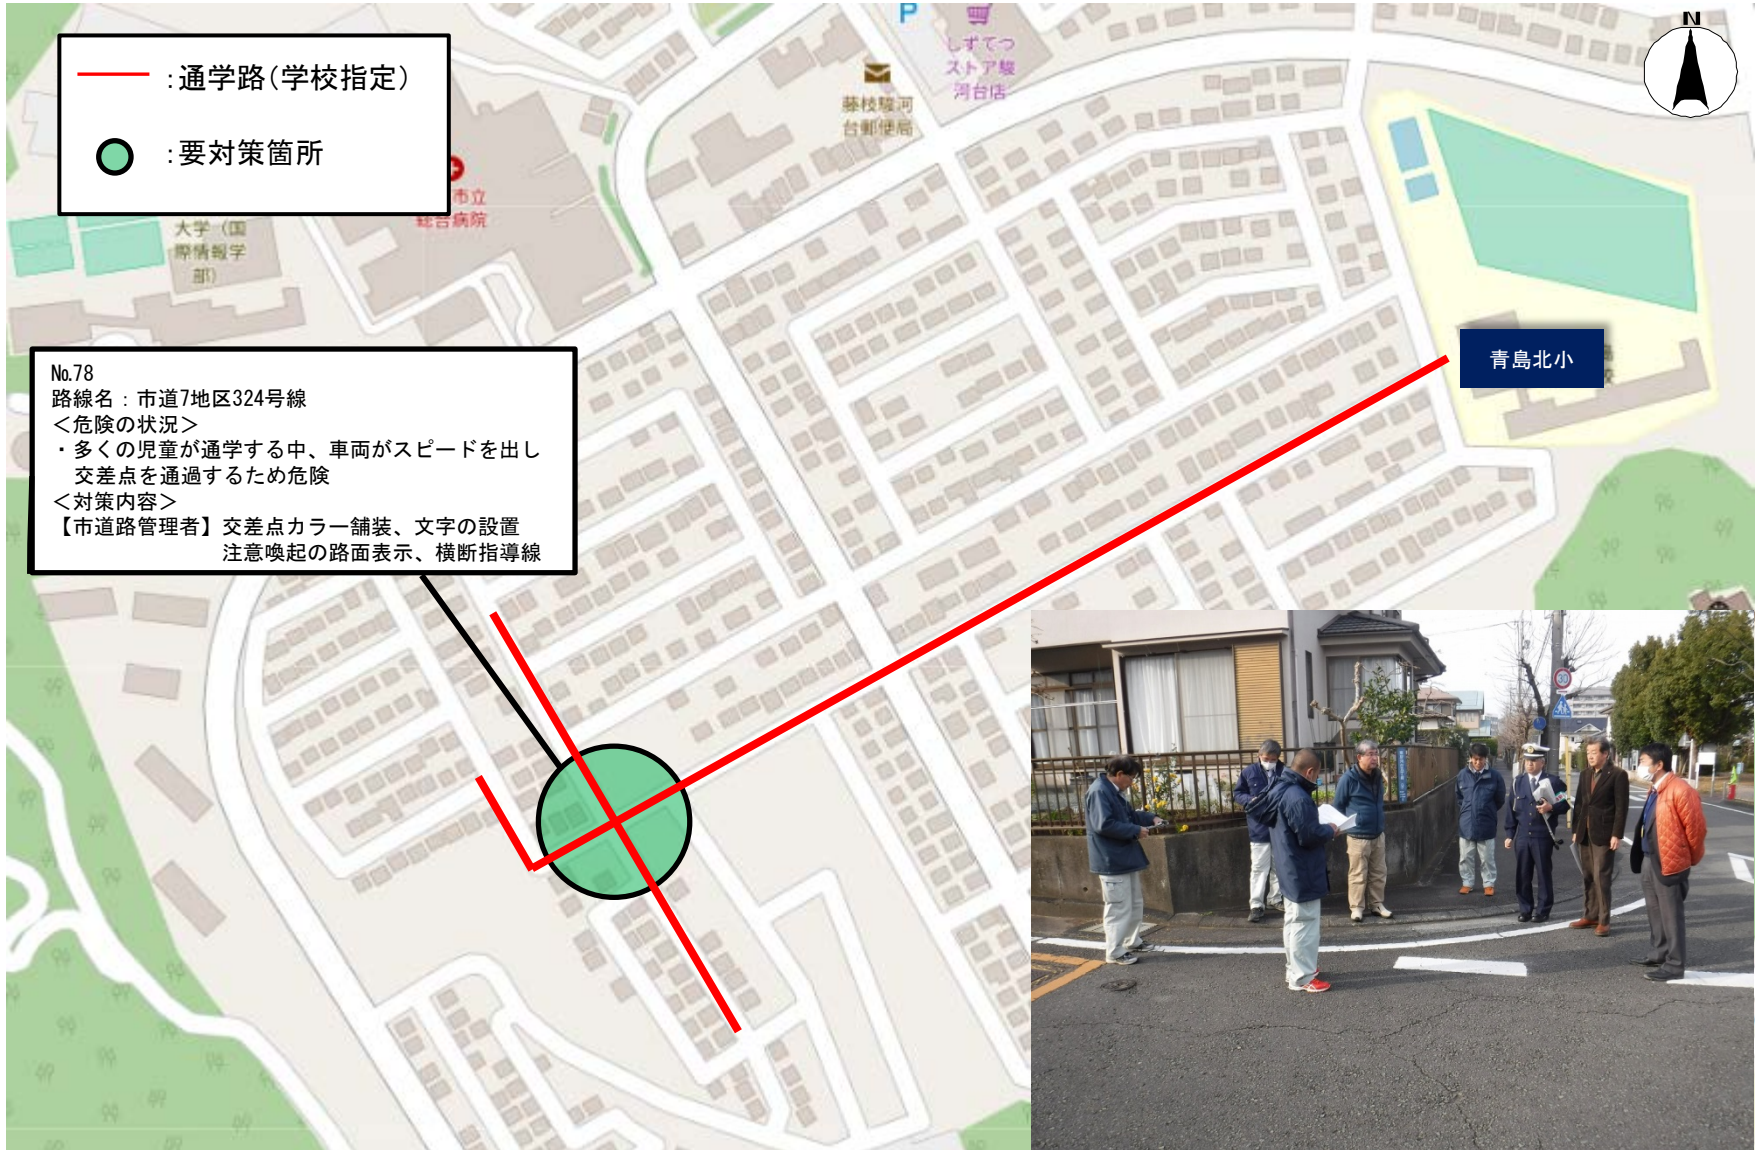 :通学路(学校指定)
:要対策箇所
P
しずてつ
ストア駿
河台店
藤枝駿河
台郵便局
N
市立
総合病院
大学(国
際情報学
部)
青島北小
No.78
路線名:市道7地区324号線
<危険の状況>
・多くの児童が通学する中、車両がスピードを出し
交差点を通過するため危険
<対策内容>
【市道路管理者】交差点カラー舗装、文字の設置
注意喚起の路面表示、横断指導線
30